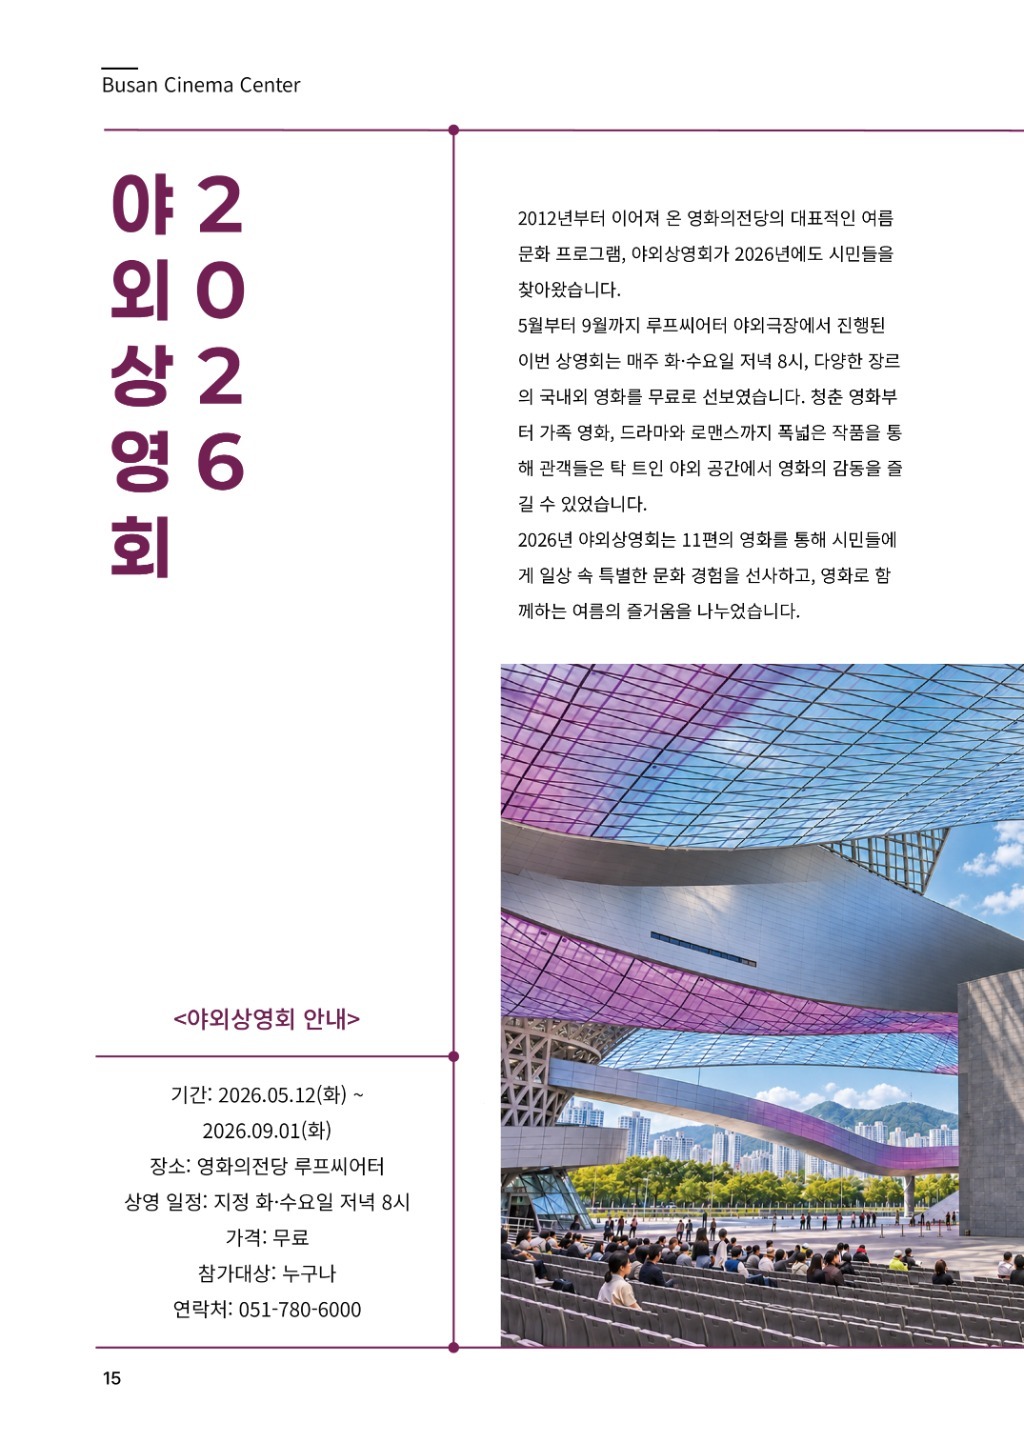 Busan Cinema Center
2026
야외상영회
2012년부터 이어져 온 영화의전당의 대표적인 여름
문화 프로그램, 야외상영회가 2026년에도 시민들을
찾아왔습니다.
5월부터 9월까지 루프씨어터 야외극장에서 진행된
이번 상영회는 매주 화·수요일 저녁 8시, 다양한 장르
의 국내외 영화를 무료로 선보였습니다. 청춘 영화부
터 가족 영화, 드라마와 로맨스까지 폭넓은 작품을 통
해 관객들은 탁 트인 야외 공간에서 영화의 감동을 즐
길 수 있었습니다.
2026년 야외상영회는 11편의 영화를 통해 시민들에
게 일상 속 특별한 문화 경험을 선사하고, 영화로 함
께하는 여름의 즐거움을 나누었습니다.
<야외상영회 안내>
기간: 2026.05.12(화) ~
2026.09.01(화)
장소: 영화의전당 루프씨어터
상영 일정: 지정 화·수요일 저녁 8시
가격: 무료
참가대상: 누구나
연락처: 051-780-6000
15